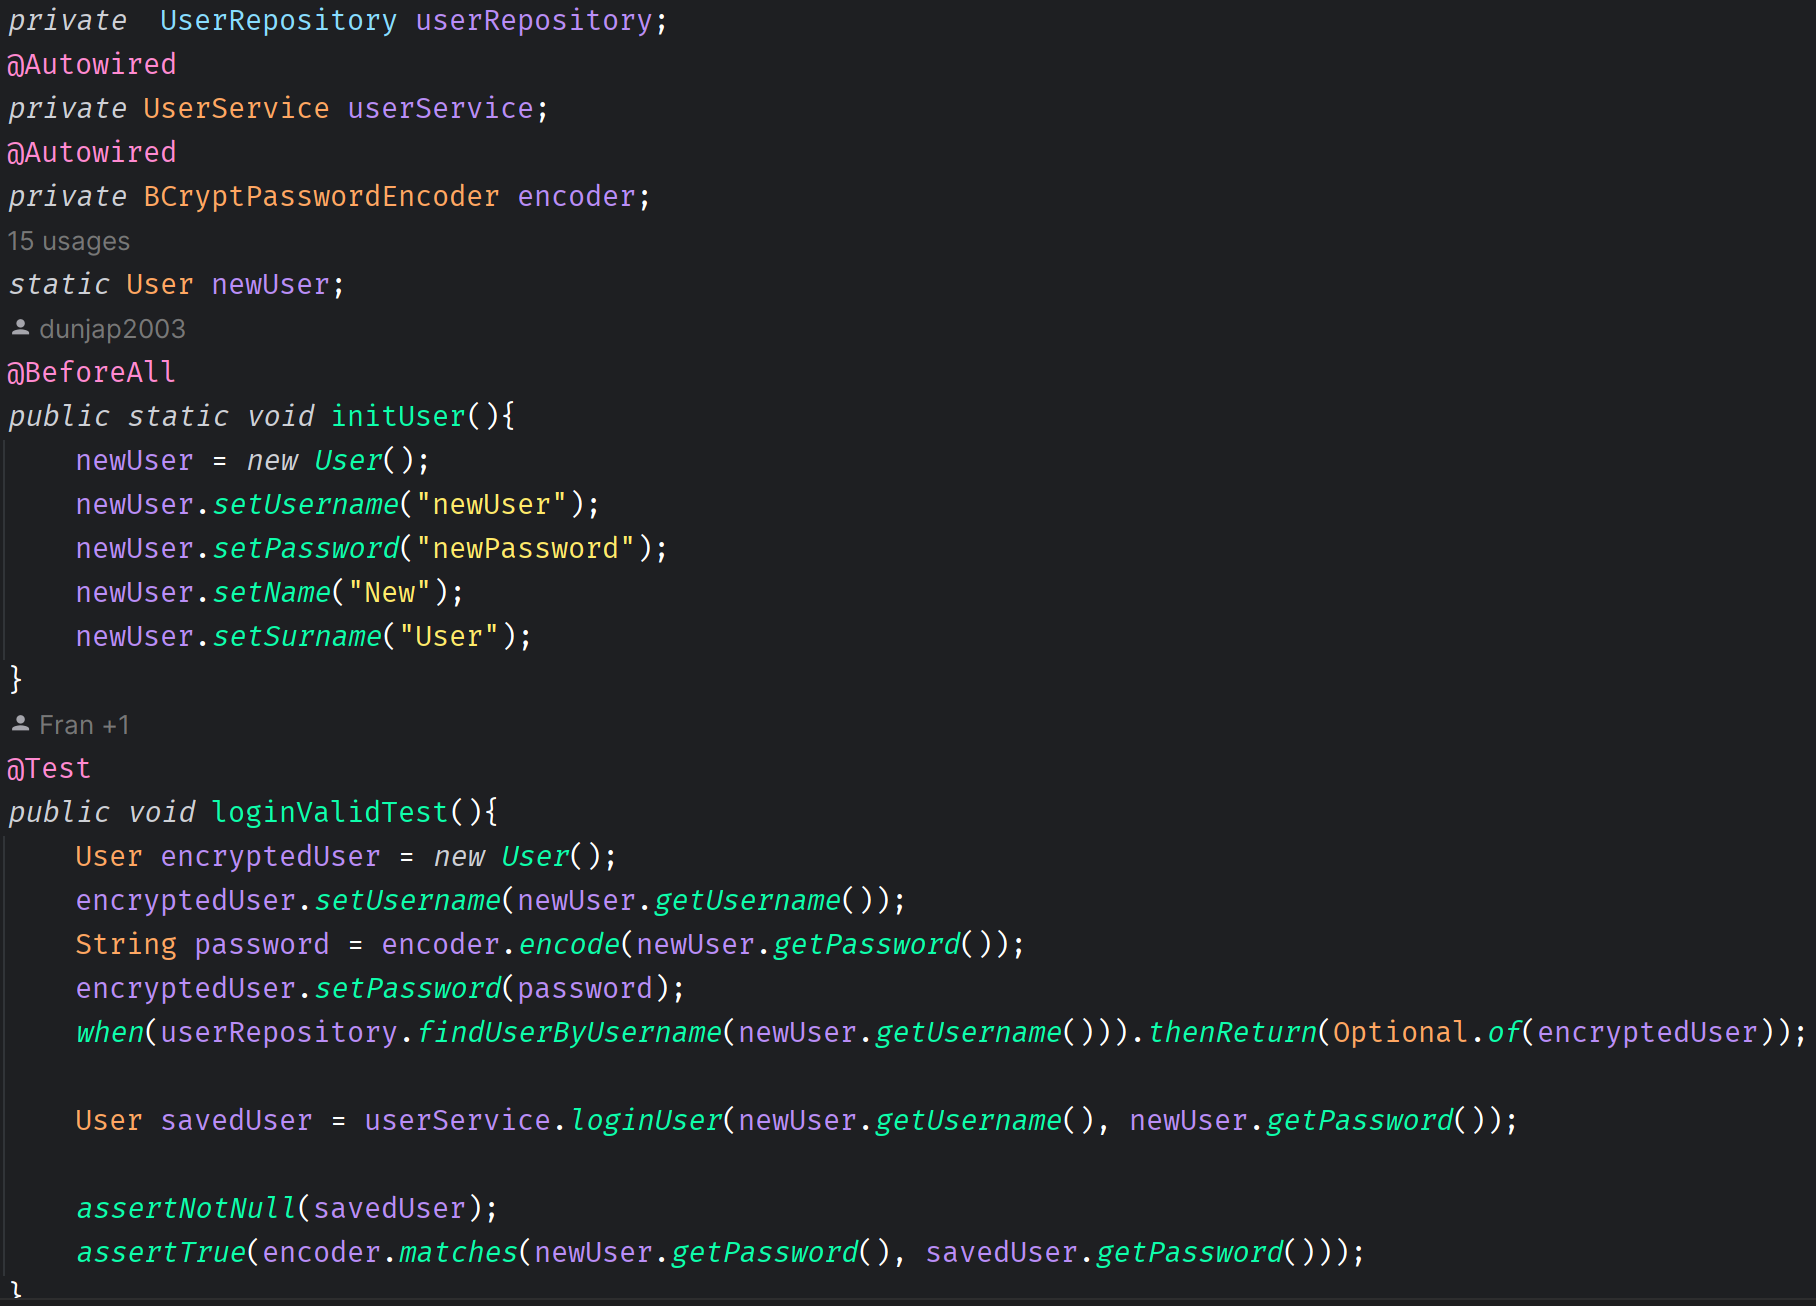 private  UserRepository userRepository;
@Autowired
private UserService userService;
@Autowired
private BCryptPasswordEncoder encoder;
15 usages
static User newUser;
dunjap2003
@BeforeAll
public static void initUser(){
    newUser = new User();
    newUser.setUsername("newUser");
    newUser.setPassword("newPassword");
    newUser.setName("New");
    newUser.setSurname("User");
}
Fran +1
@Test
public void loginValidTest(){
    User encryptedUser = new User();
    encryptedUser.setUsername(newUser.getUsername());
    String password = encoder.encode(newUser.getPassword());
    encryptedUser.setPassword(password);
    when(userRepository.findUserByUsername(newUser.getUsername())).thenReturn(Optional.of(encryptedUser));
    User savedUser = userService.loginUser(newUser.getUsername(), newUser.getPassword());
    assertNotNull(savedUser);
    assertTrue(encoder.matches(newUser.getPassword(), savedUser.getPassword()));
}